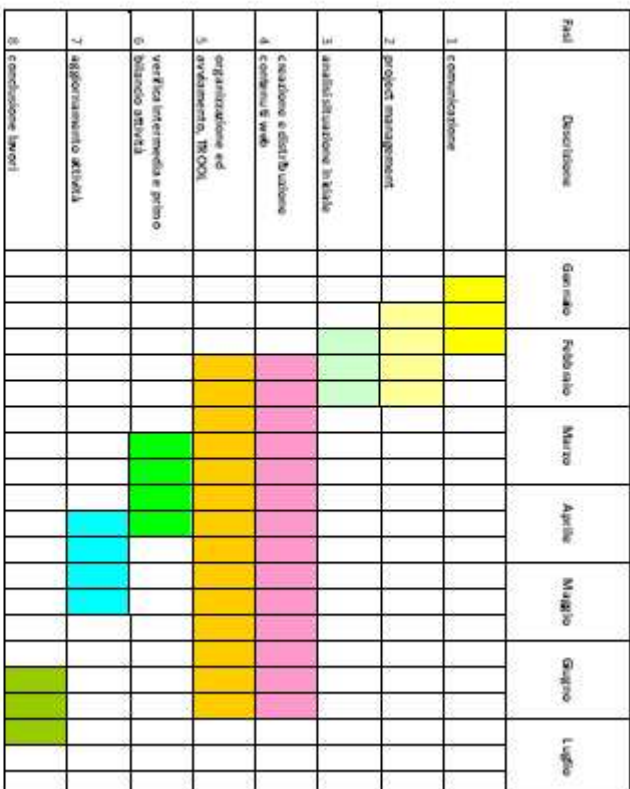 Fasi Descrizione Gennaio Febbraio Marzo Aprile Maggio Giugno Luglio
1 comunicazione
2 project management
3 analisi situazione iniziale
4 creazione e distribuzione
contenuti web
5 organizzazione ed
avviamento, TROOL
6 verifica intermedia e primo
bilancio attività
7 aggiornamento attività
8 conclusione lavori